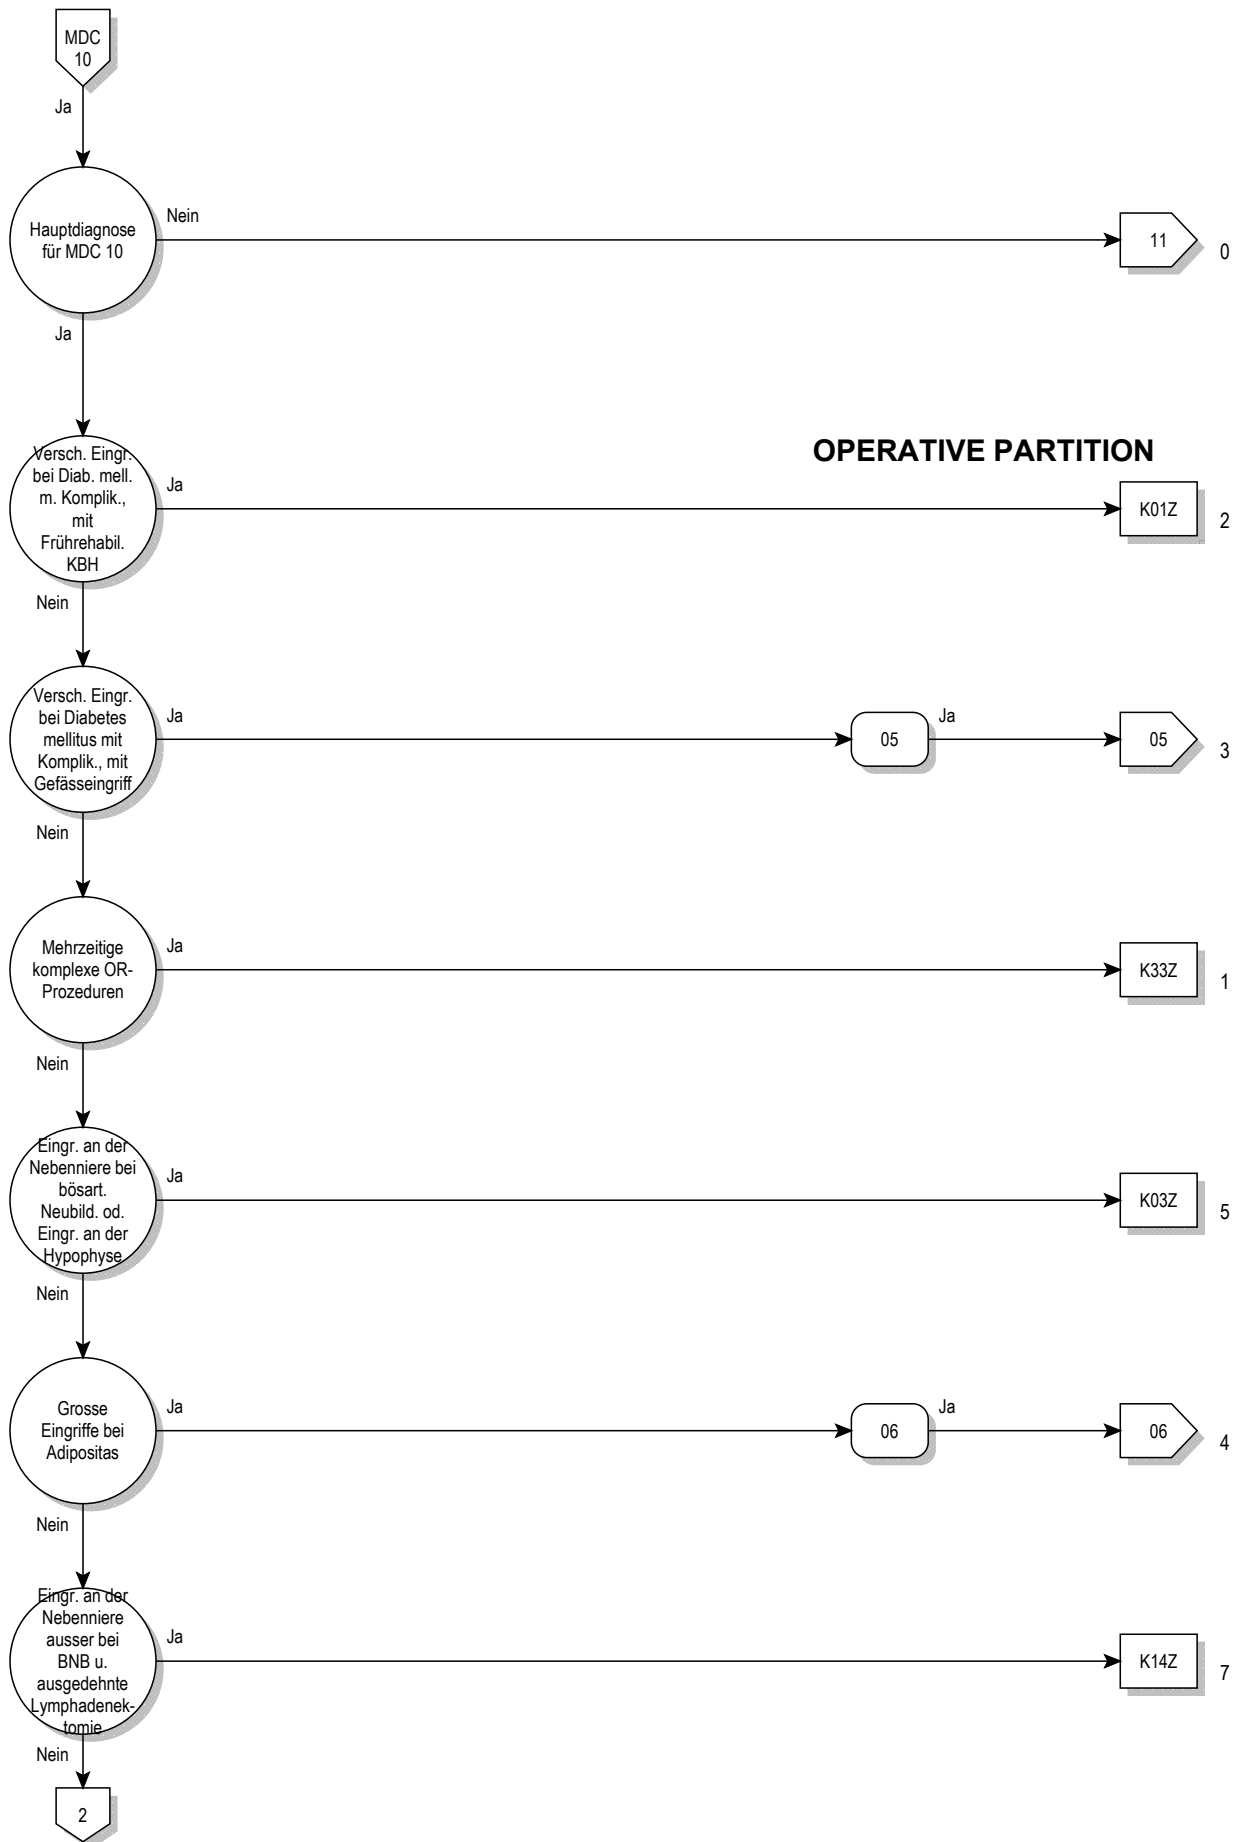 MDC
10
Ja
Hauptdiagnose
für MDC 10
Nein
11
0
Ja
OPERATIVE PARTITION
Versch. Eingr.
bei Diab. mell.
m. Komplik.,
mit
Frührehabil.
KBH
Ja
K01Z
2
Nein
Versch. Eingr.
bei Diabetes
mellitus mit
Komplik., mit
Gefässeingriff
Ja
05
Ja
05
3
Nein
Mehrzeitige
komplexe OR-
Prozeduren
Ja
K33Z
1
Nein
Eingr. an der
Nebenniere bei
bösart.
Neubild. od.
Eingr. an der
Hypophyse
Ja
K03Z
5
Nein
Grosse
Eingriffe bei
Adipositas
Ja
06
Ja
06
4
Nein
Eingr. an der
Nebenniere
ausser bei
BNB u.
ausgedehnte
Lymphadenek-
tomie
Ja
K14Z
7
Nein
2